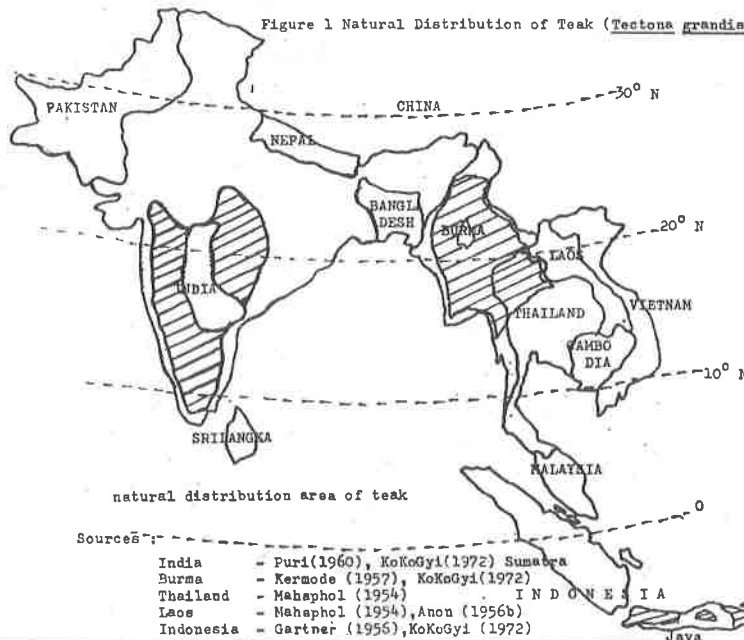 Figure 1 Natural Distribution of Teak (Tectona grandis
30° N
PAKISTAN
CHINA
NEPAL
BANGLA
DESH
BURMA
20° N
LAOS
INDIA
THAILAND
VIETNAM
CAMBO
DIA
10° N
SRILANGKA
MALAYSIA
natural distribution area of teak
0
Sources :
India - Puri(1960), KoKoGyi(1972)
Sumatra
Burma - Kermode (1957), KoKoGyi(1972)
Thailand - Mahaphol (1954)
INDONESIA
Laos - Mahaphol (1954),Anon (1956b)
Indonesia - Gartner (1956),KoKoGyi (1972)
Java